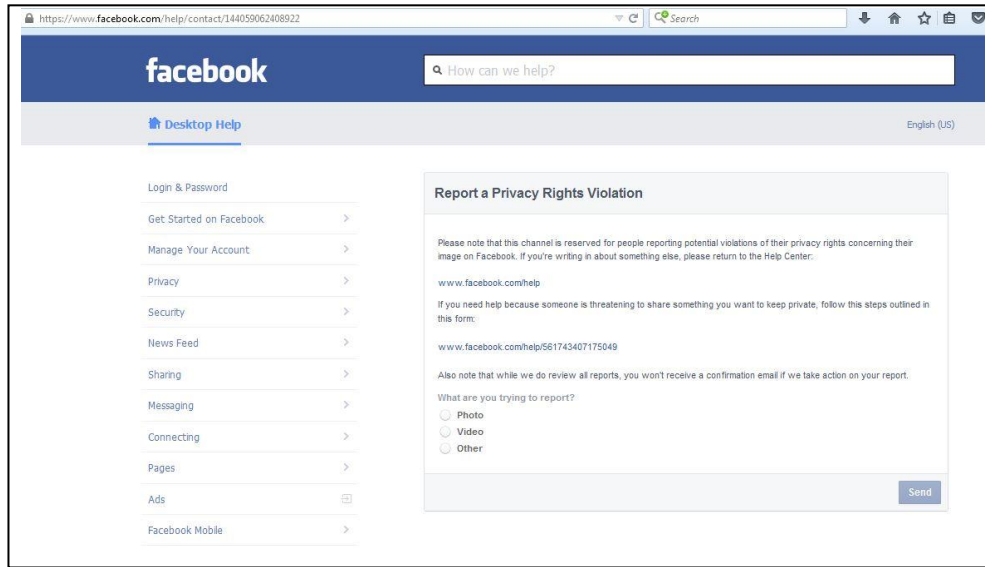 https://www.facebook.com/help/contact/144059062408922
Search
facebook
How can we help?
Desktop Help
English (US)
Login & Password
Get Started on Facebook
Manage Your Account
Privacy
Security
News Feed
Sharing
Messaging
Connecting
Pages
Ads
Facebook Mobile
Report a Privacy Rights Violation
Please note that this channel is reserved for people reporting potential violations of their privacy rights concerning their
image on Facebook. If you're writing in about something else, please return to the Help Center:
www.facebook.com/help
If you need help because someone is threatening to share something you want to keep private, follow this steps outlined in
this form:
www.facebook.com/help/561743407175049
Also note that while we do review all reports, you won't receive a confirmation email if we take action on your report.
What are you trying to report?
Photo
Video
Other
Send